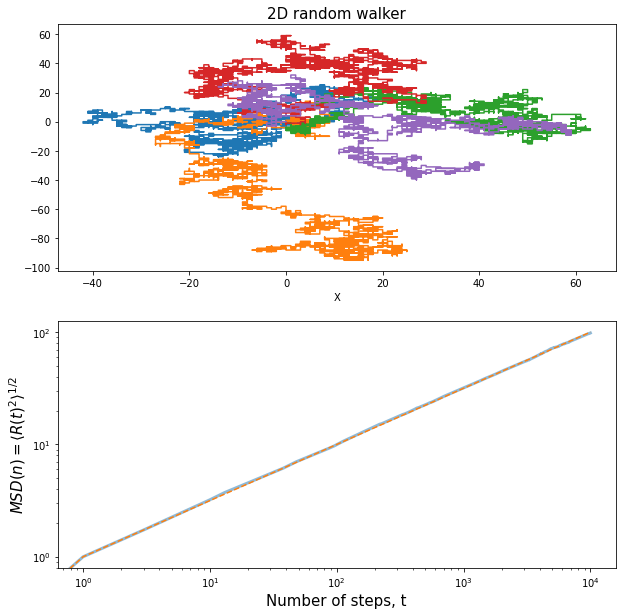 2D random walker
60
40
20
0
−20
−40
−60
−80
−100
−40 −20 0 20 40 60
X
MSD(n) = ⟨R(t)²⟩^{1/2}
10²
10¹
10⁰
10⁰ 10¹ 10² 10³ 10⁴
Number of steps, t